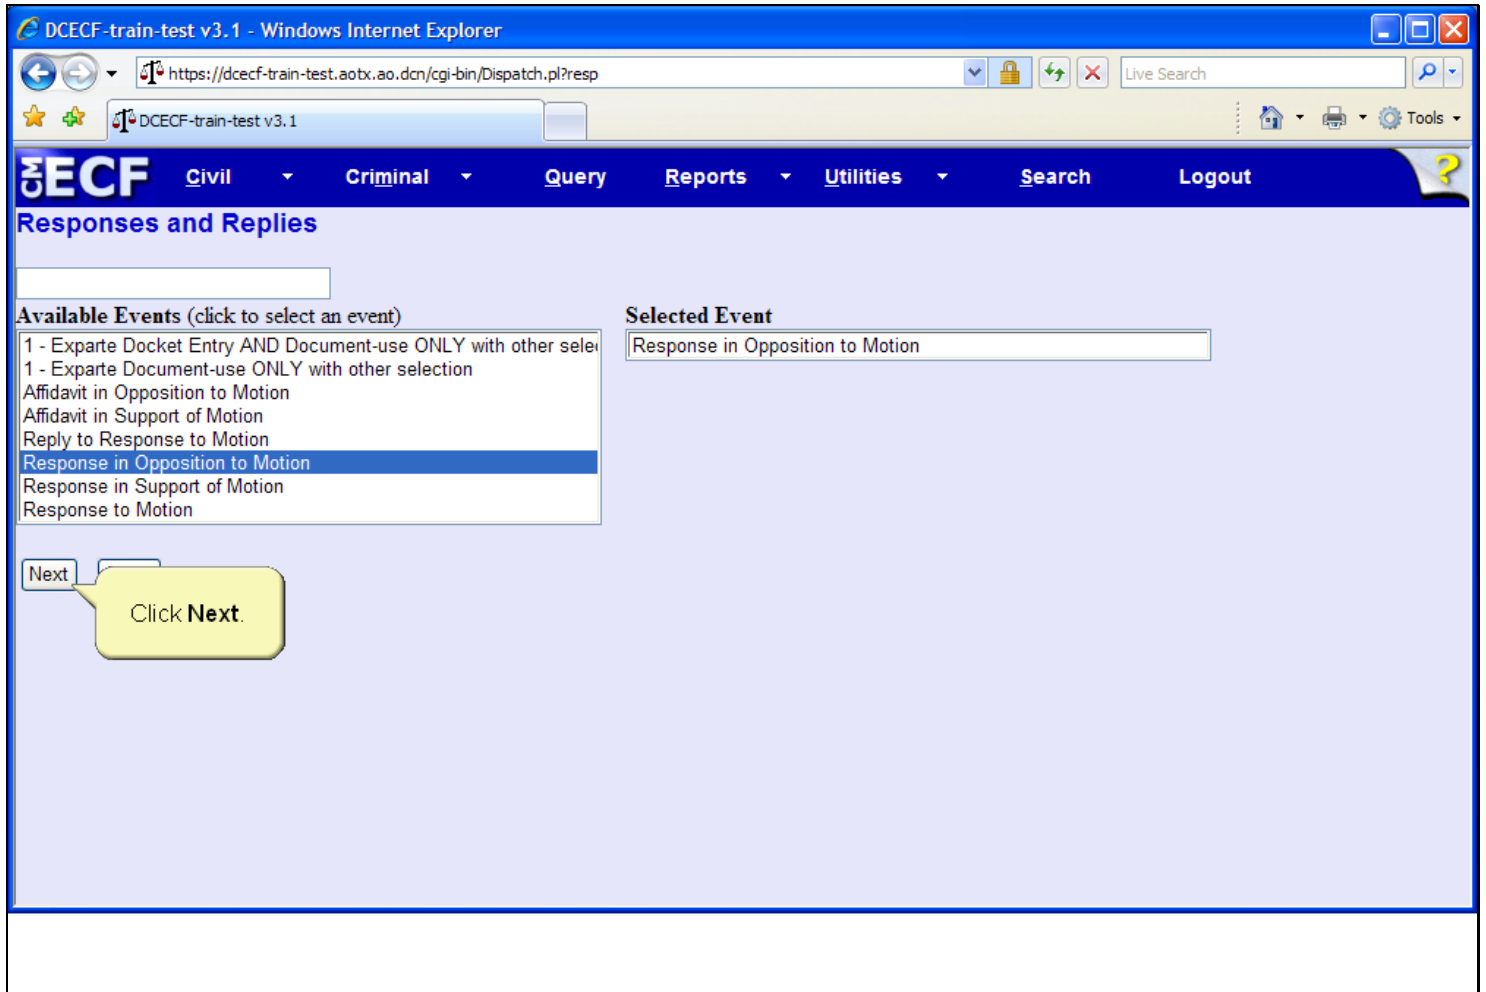 DCECF-train-test v3.1 - Windows Internet Explorer
https://dcecf-train-test.aotx.ao.dcn/cgi-bin/Dispatch.pl?resp
Live Search
DCECF-train-test v3.1
Tools
CM ECF Civil Criminal Query Reports Utilities Search Logout ?
Responses and Replies
Available Events (click to select an event)
Selected Event
1 - Exparte Docket Entry AND Document-use ONLY with other sele
Response in Opposition to Motion
1 - Exparte Document-use ONLY with other selection
Affidavit in Opposition to Motion
Affidavit in Support of Motion
Reply to Response to Motion
Response in Opposition to Motion
Response in Support of Motion
Response to Motion
Next
Click Next.